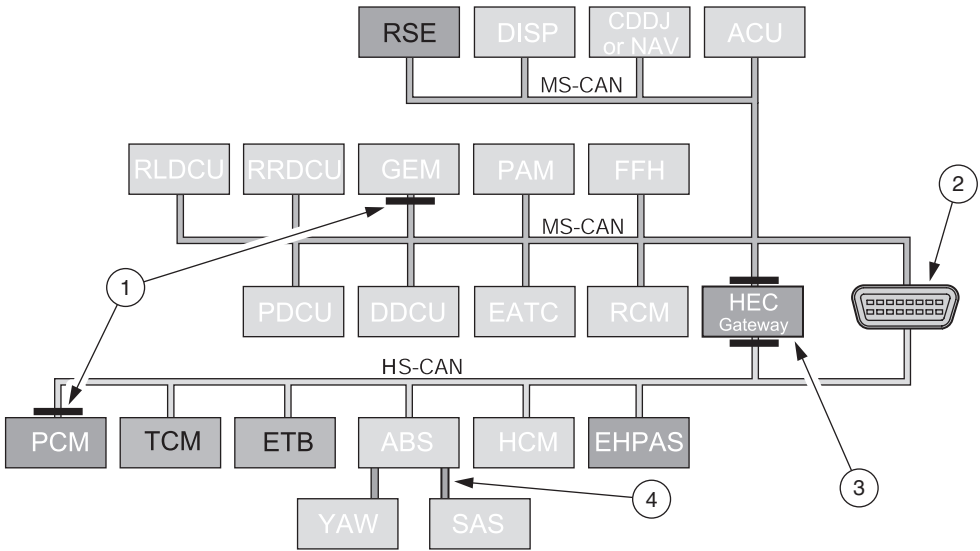 RSE
DISP
CDDJ
or NAV
ACU
MS-CAN
RLDCU
RRDCU
GEM
PAM
FFH
2
MS-CAN
1
PDCU
DDCU
EATC
RCM
HEC
Gateway
HS-CAN
PCM
TCM
ETB
ABS
HCM
EHPAS
4
3
YAW
SAS